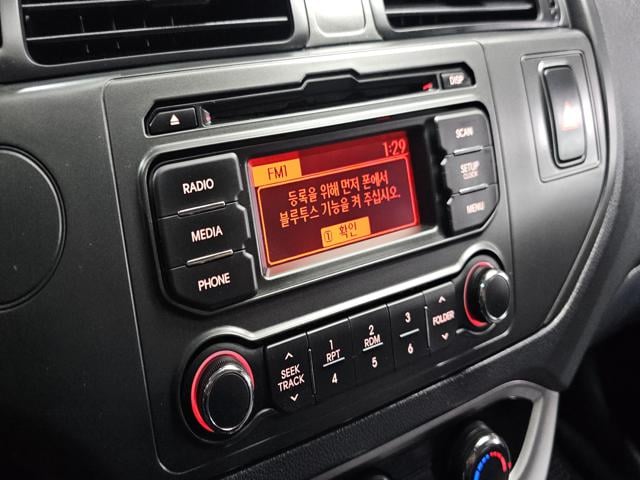 DISP
1:29
FM1
등록을 위해 먼저 폰에서
블루투스 기능을 켜 주십시오.
① 확인
RADIO
MEDIA
PHONE
SCAN
SETUP
CLOCK
MENU
SEEK
TRACK
1
RPT
4
2
RDM
5
3
6
FOLDER